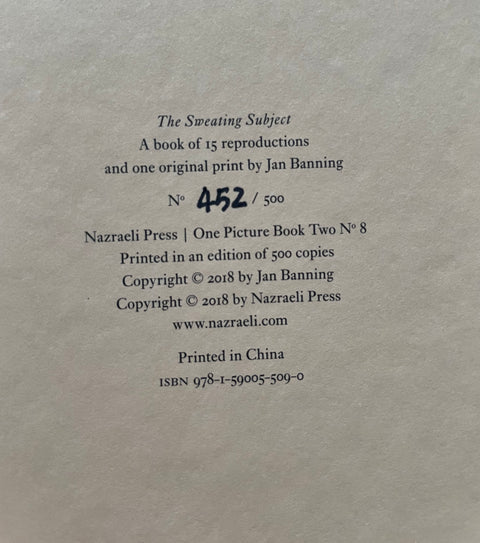 The Sweating Subject
A book of 15 reproductions
and one original print by Jan Banning
Nº 452 / 500
Nazraeli Press | One Picture Book Two Nº 8
Printed in an edition of 500 copies
Copyright © 2018 by Jan Banning
Copyright © 2018 by Nazraeli Press
www.nazraeli.com
Printed in China
ISBN 978-1-59005-509-0